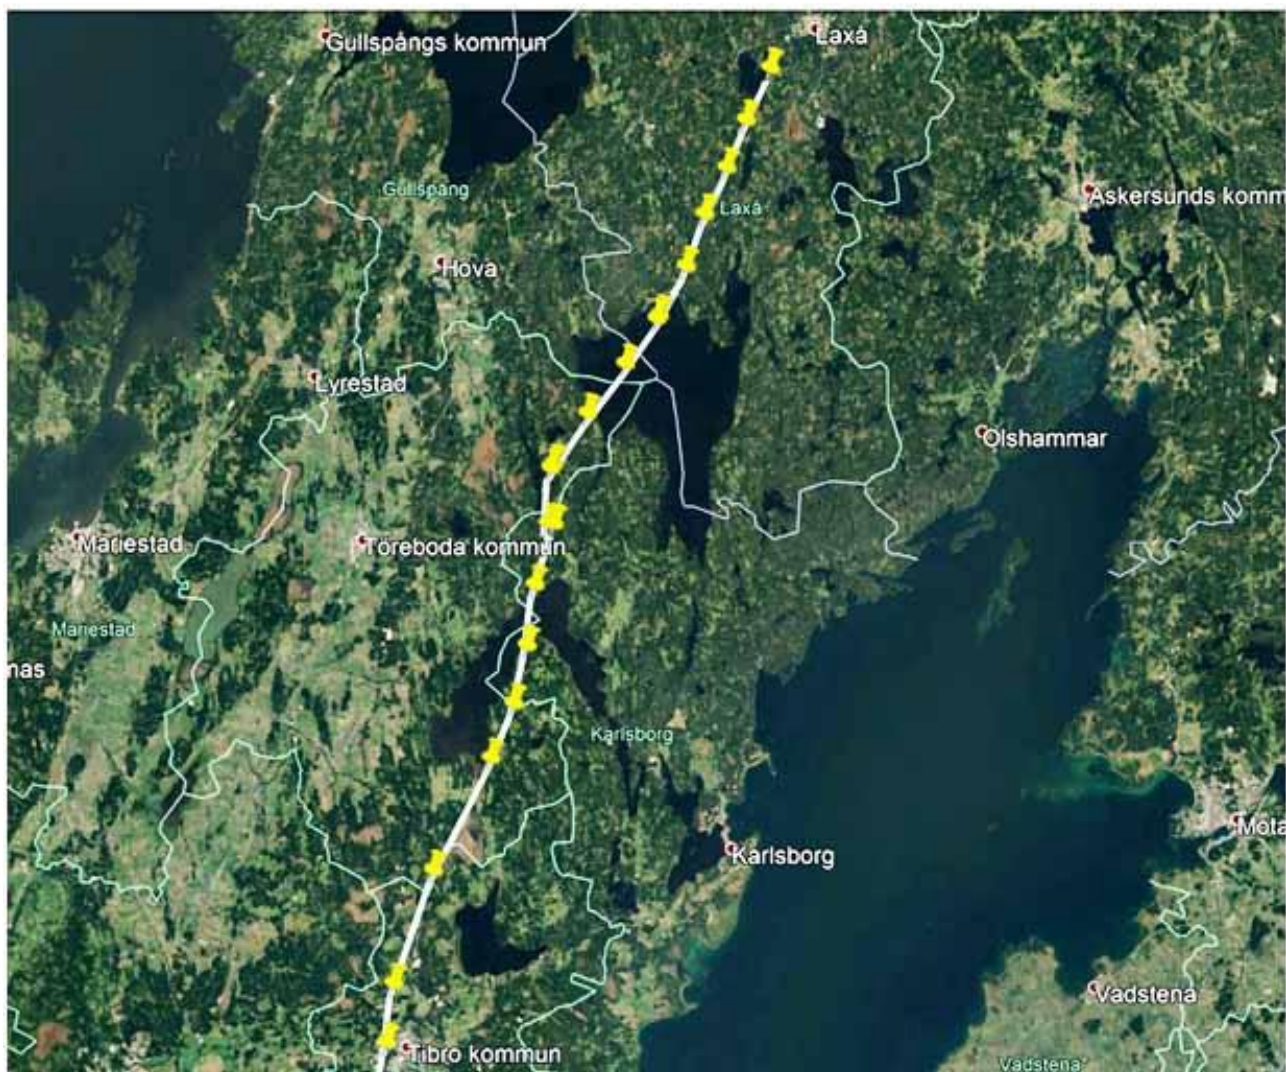 Gullspångs kommun
Laxå
Gullspång
Laxå
Askersunds komm
Hova
Lyrestad
Olshammar
Mariestad
Töreboda kommun
Mariestad
nas
Karlsborg
Mota
Karlsborg
Vadstena
Tibro kommun
Vadstena